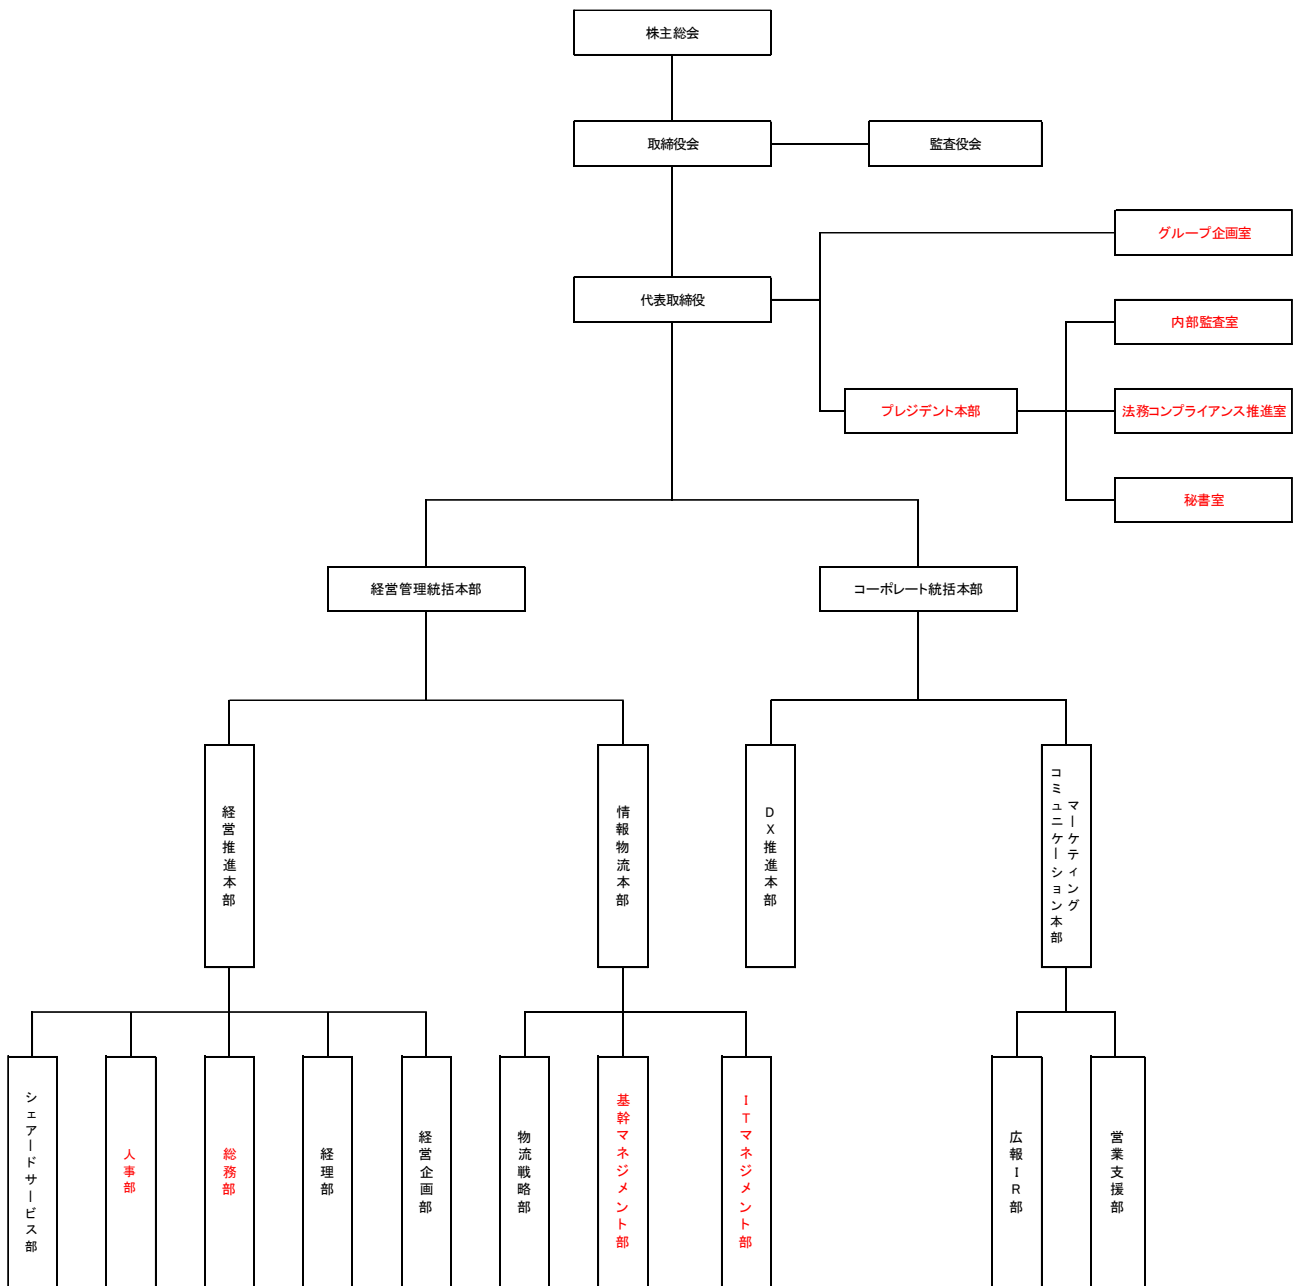 株主総会
取締役会
監査役会
グループ企画室
代表取締役
内部監査室
プレジデント本部
法務コンプライアンス推進室
秘書室
経営管理統括本部
コーポレート統括本部
経営推進本部
情報物流本部
DX推進本部
マーケティング
コミュニケーション本部
シェアードサービス部
人事部
総務部
経理部
経営企画部
物流戦略部
基幹マネジメント部
ITマネジメント部
広報IR部
営業支援部